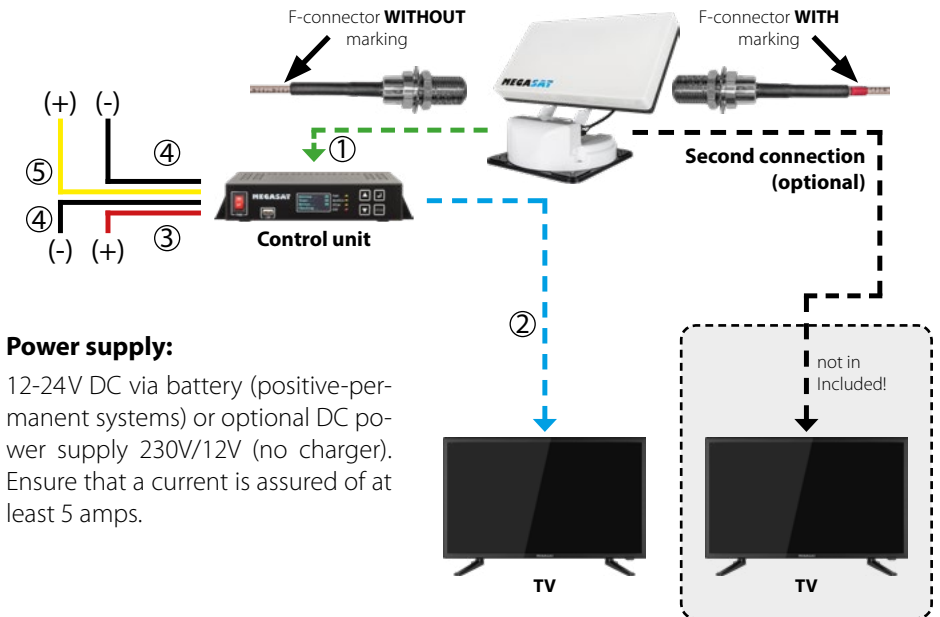 F-connector WITHOUT
marking
F-connector WITH
marking
MEGASAT
(+) (-)
①
④
⑤
Second connection
(optional)
MEGASAT
④
③
Control unit
(-) (+)
②
Power supply:
12-24V DC via battery (positive-per-
manent systems) or optional DC po-
wer supply 230V/12V (no charger).
Ensure that a current is assured of at
least 5 amps.
not in
Included!
TV
TV